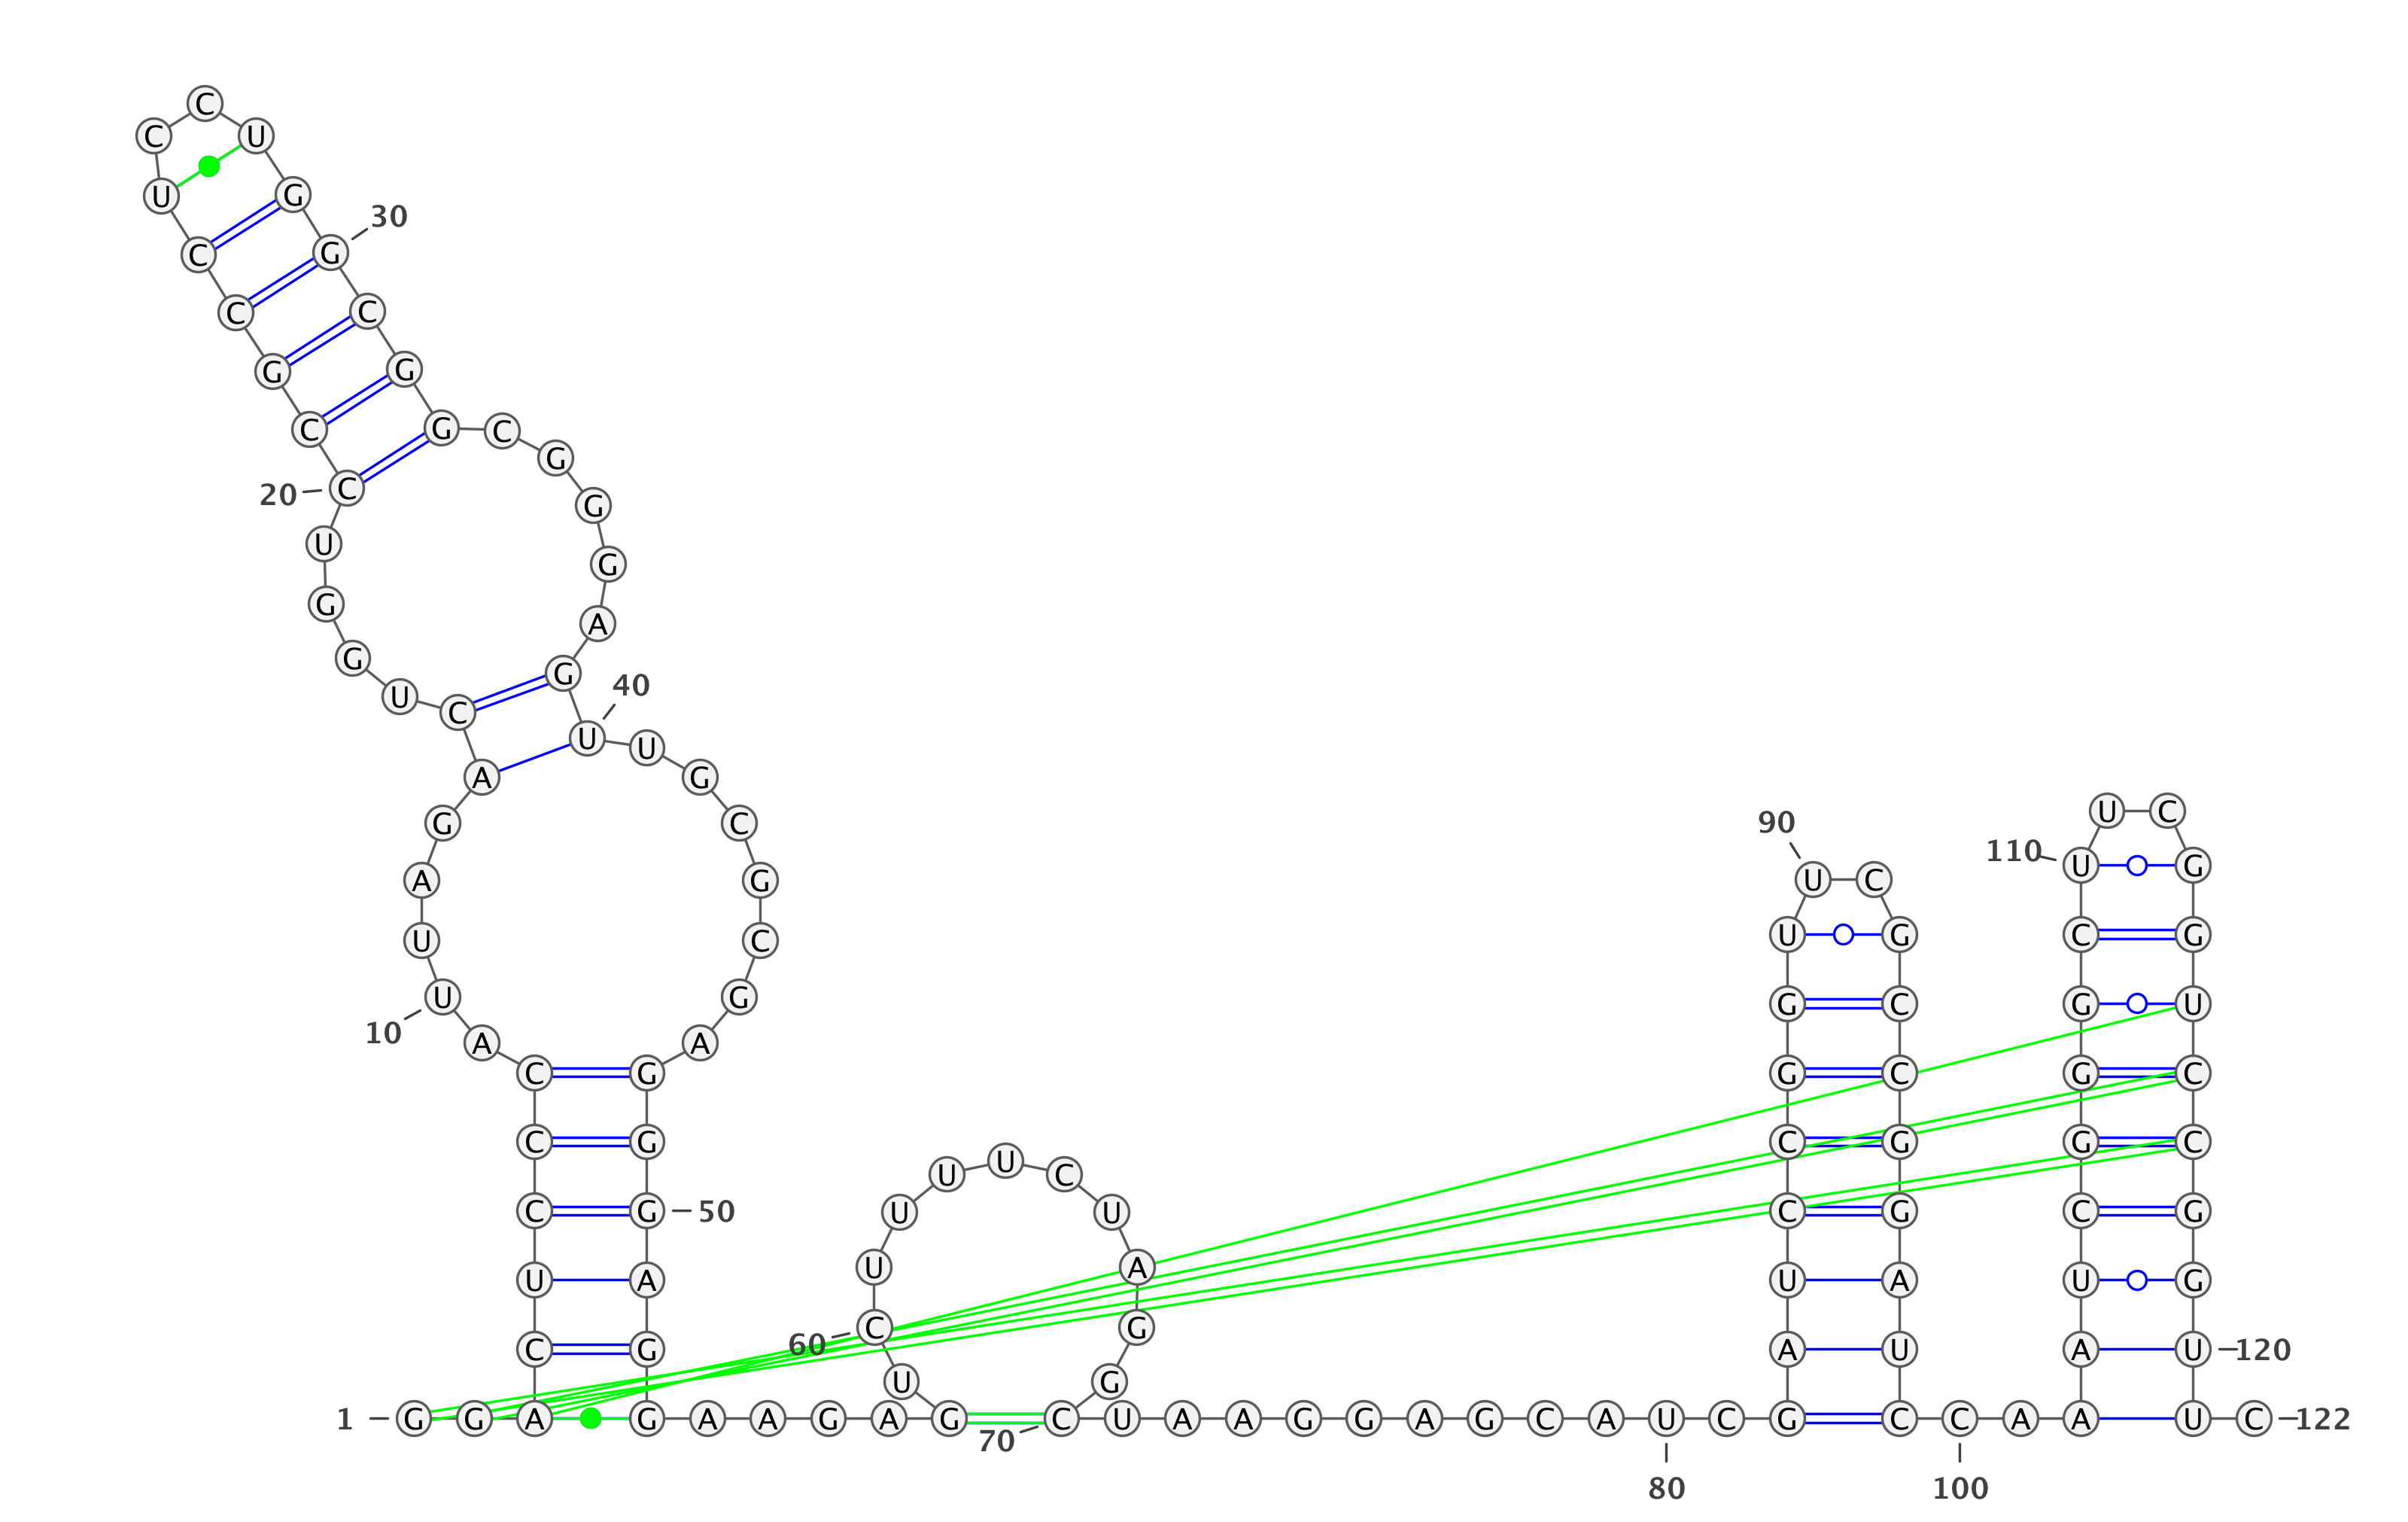 C
C U
U G
30
C G
C C
G G
C G C
G
20 C
G
U
G
G
A
G
G
40
U
C
U U
A G
U C
G C 90
110
U G
A G U C
U C U G C G
10 U G G C G U
A A
C G G C G C
C G C G G C
U U C
C G 50 U U C G C G
U A
U A U A U G
60 C G
C G A U A U 120
U G
1 G G A G A A G A G C U A A G G A G C A U C G C C A A U C 122
70
80 100